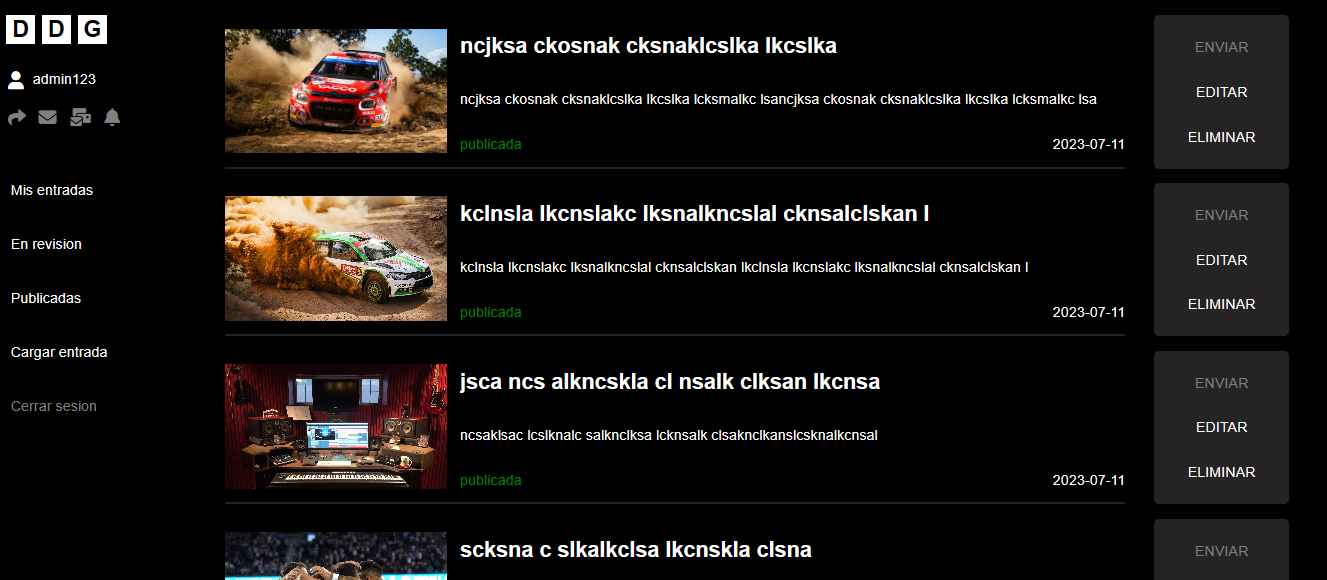 D D G
admin123
Mis entradas
En revision
Publicadas
Cargar entrada
Cerrar sesion
ncjksa ckosnak cksnaklcslka lkcslka
ncjksa ckosnak cksnaklcslka lkcslka lcksmalkc lsancjksa ckosnak cksnaklcslka lkcslka lcksmalkc lsa
publicada 2023-07-11
ENVIAR
EDITAR
ELIMINAR
kclnsla lkcnslakc lksnalkncslal cknsalclskan l
kclnsla lkcnslakc lksnalkncslal cknsalclskan lkclnsla lkcnslakc lksnalkncslal cknsalclskan l
publicada 2023-07-11
ENVIAR
EDITAR
ELIMINAR
jsca ncs alkncskla cl nsalk clksan lkcnsa
ncsaklsac lcslknalc salknclksa lcknsalk clsaknclkanslcsknalkcnsal
publicada 2023-07-11
ENVIAR
EDITAR
ELIMINAR
scksna c slkalkclsa lkcnskla clsna
ENVIAR